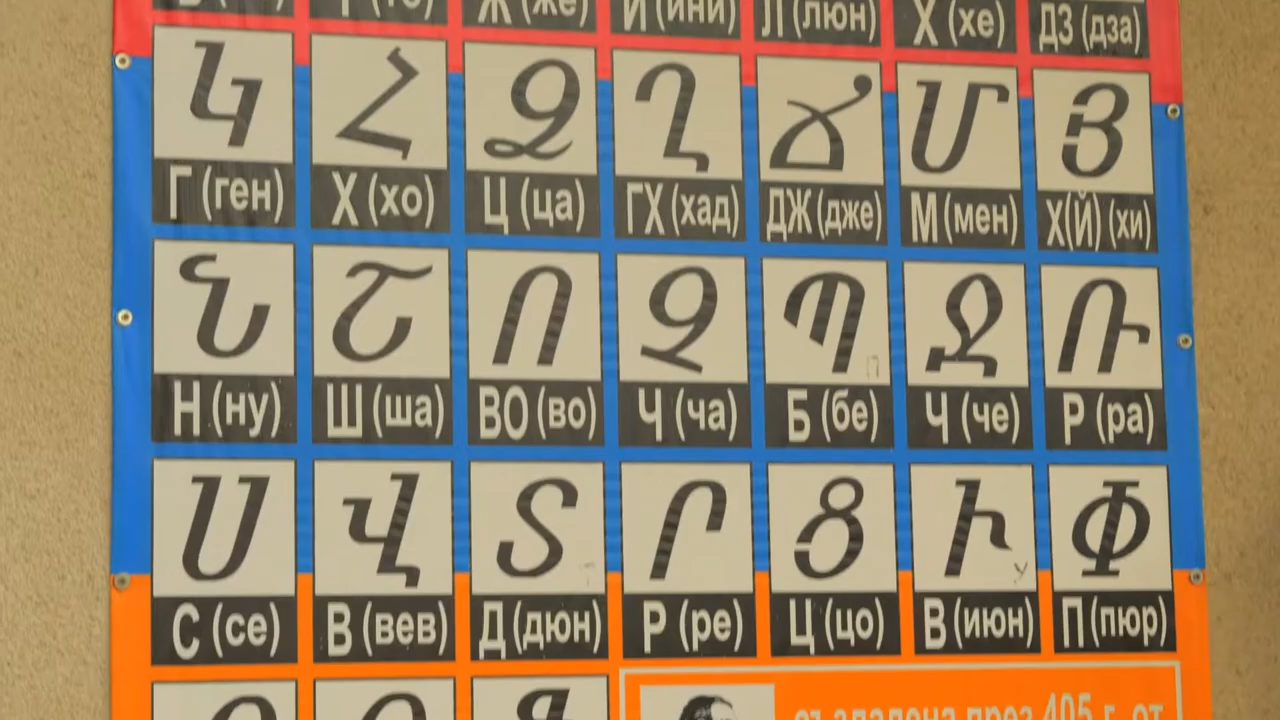 Ж (же) И (ини) Л (люн) Х (хе) ДЗ (дза)
Կ Հ Ձ Ղ Ճ Մ Յ
Г (ген) Х (хо) Ц (ца) ГХ (хад) ДЖ (дже) М (мен) Х(Й) (хи)
Ն Շ Ո Չ Պ Ջ Ռ
Н (ну) Ш (ша) ВО (во) Ч (ча) Б (бе) Ч (че) Р (ра)
Ս Վ Տ Ր Ց Ւ Փ
С (се) В (вев) Д (дюн) Р (ре) Ц (цо) В (июн) П (пюр)
създадена през 405 г. от